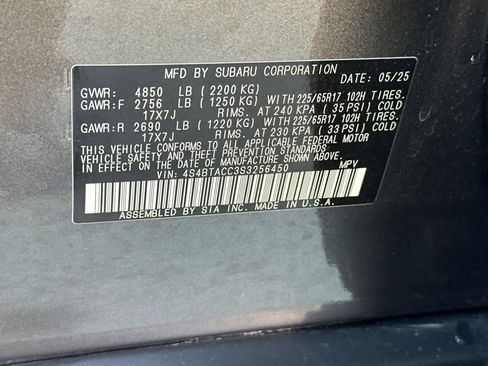 MFD BY SUBARU CORPORATION DATE: 05/25
GVWR: 4850 LB (2200 KG)
GAWR:F 2756 LB (1250 KG) WITH 225/65R17 102H TIRES.
17X7J RIMS. AT 240 KPA ( 35 PSI) COLD
GAWR:R 2690 LB (1220 KG) WITH 225/65R17 102H TIRES.
17X7J RIMS. AT 230 KPA ( 33 PSI) COLD
THIS VEHICLE CONFORMS TO ALL APPLICABLE FEDERAL MOTOR
VEHICLE SAFETY AND THEFT PREVENTION STANDARDS IN EFFECT
ON THE DATE OF MANUFACTURE SHOWN ABOVE.
VIN: 4S4BTACC3S3256450 MPV
ASSEMBLED BY SIA INC. MADE IN U.S.A.